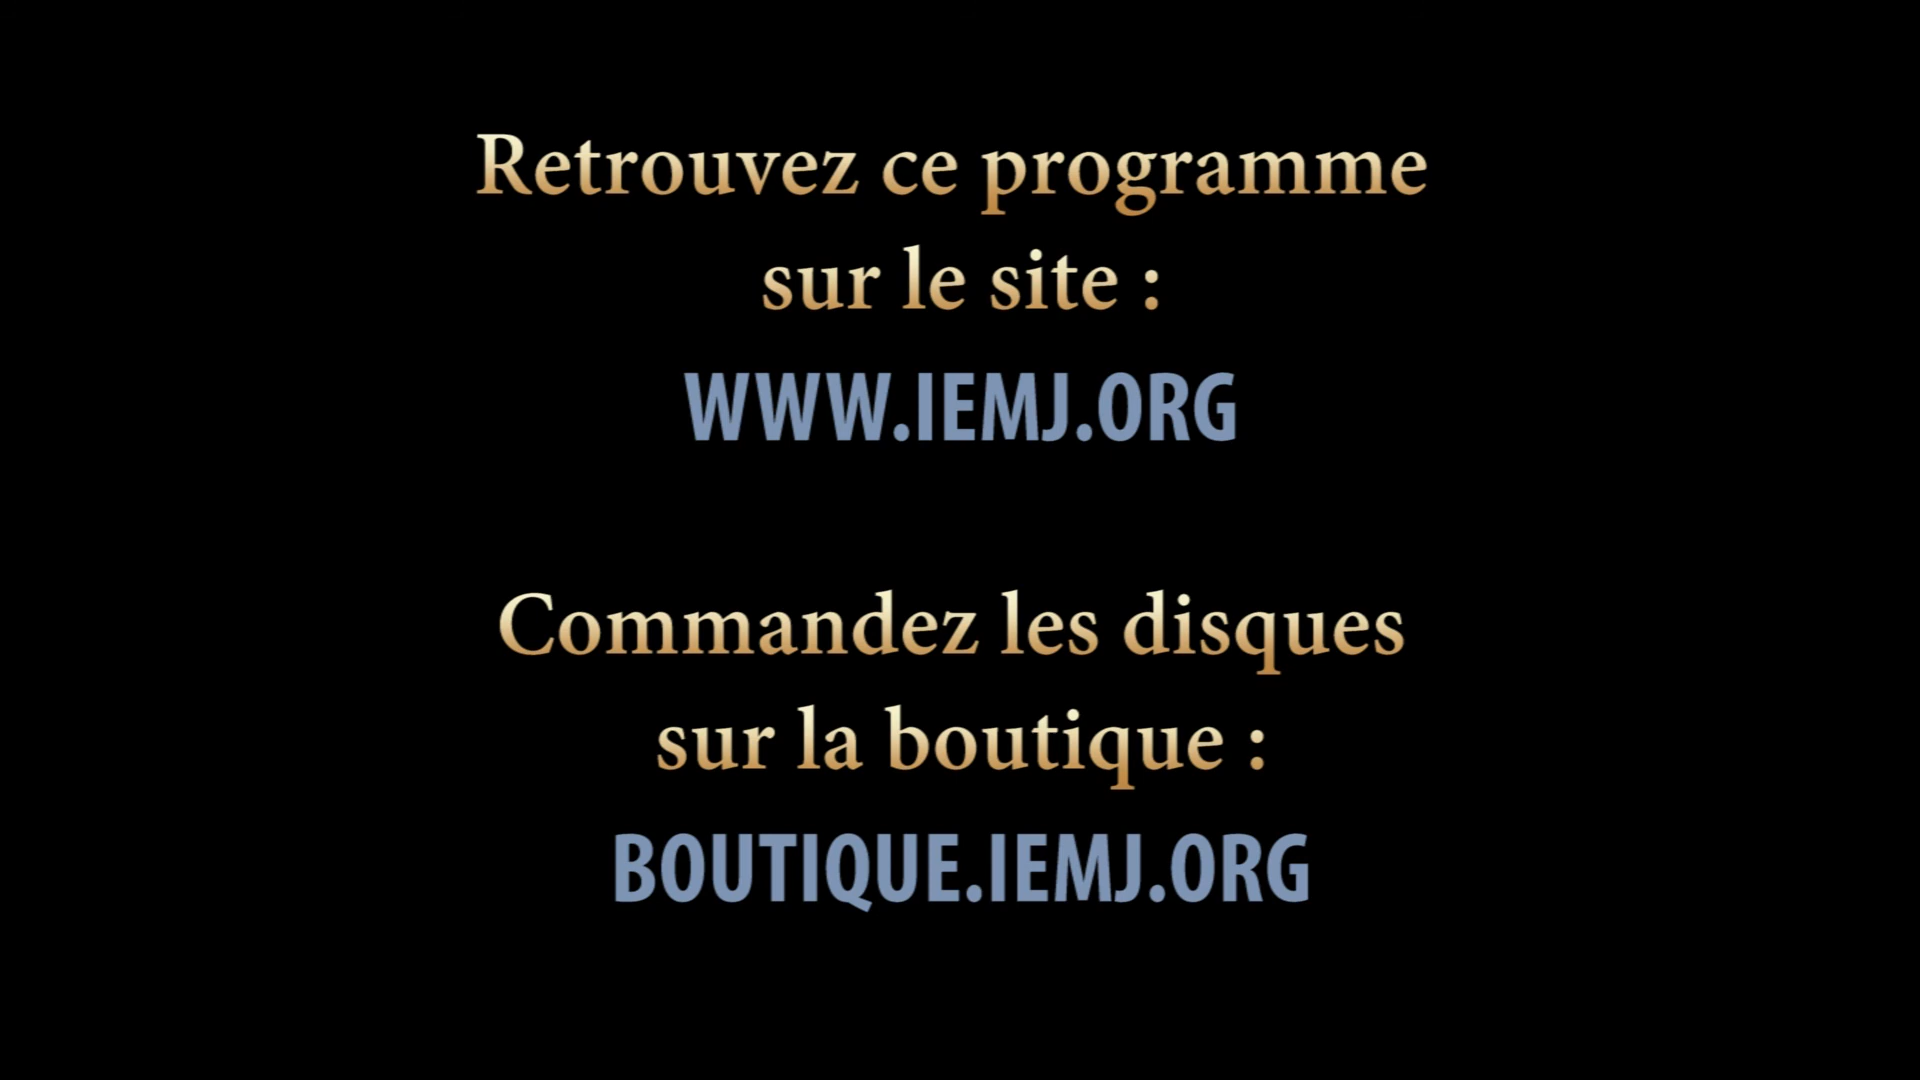 Retrouvez ce programme
sur le site :
WWW.IEMJ.ORG
Commandez les disques
sur la boutique :
BOUTIQUE.IEMJ.ORG